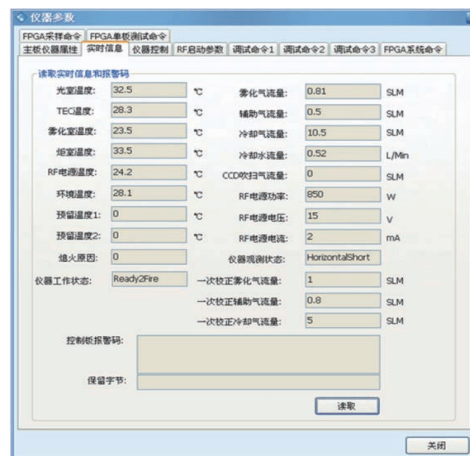 仪器参数
FPGA采样命令 FPGA单板测试命令
主板仪器属性 实时信息 仪器控制 RF启动参数 调试命令1 调试命令2 调试命令3 FPGA系统命令
读取实时信息和报警码
光室温度: 32.5 ℃ 雾化气流量: 0.81 SLM
TEC温度: 28.3 ℃ 辅助气流量: 0.5 SLM
雾化室温度: 23.5 ℃ 冷却气流量: 10.5 SLM
炬室温度: 33.5 ℃ 冷却水流量: 0.52 L/Min
RF电源温度: 24.2 ℃ CCD吹扫气流量: 0 SLM
环境温度: 28.1 ℃ RF电源功率: 850 W
预留温度1: 0 ℃ RF电源电压: 15 V
预留温度2: 0 ℃ RF电源电流: 2 mA
熄火原因: 0 仪器观测状态: HorizontalShort
仪器工作状态: Ready2Fire 一次校正雾化气流量: 1 SLM
一次校正辅助气流量: 0.8 SLM
一次校正冷却气流量: 5 SLM
控制板报警码:
保留字节:
读取
关闭